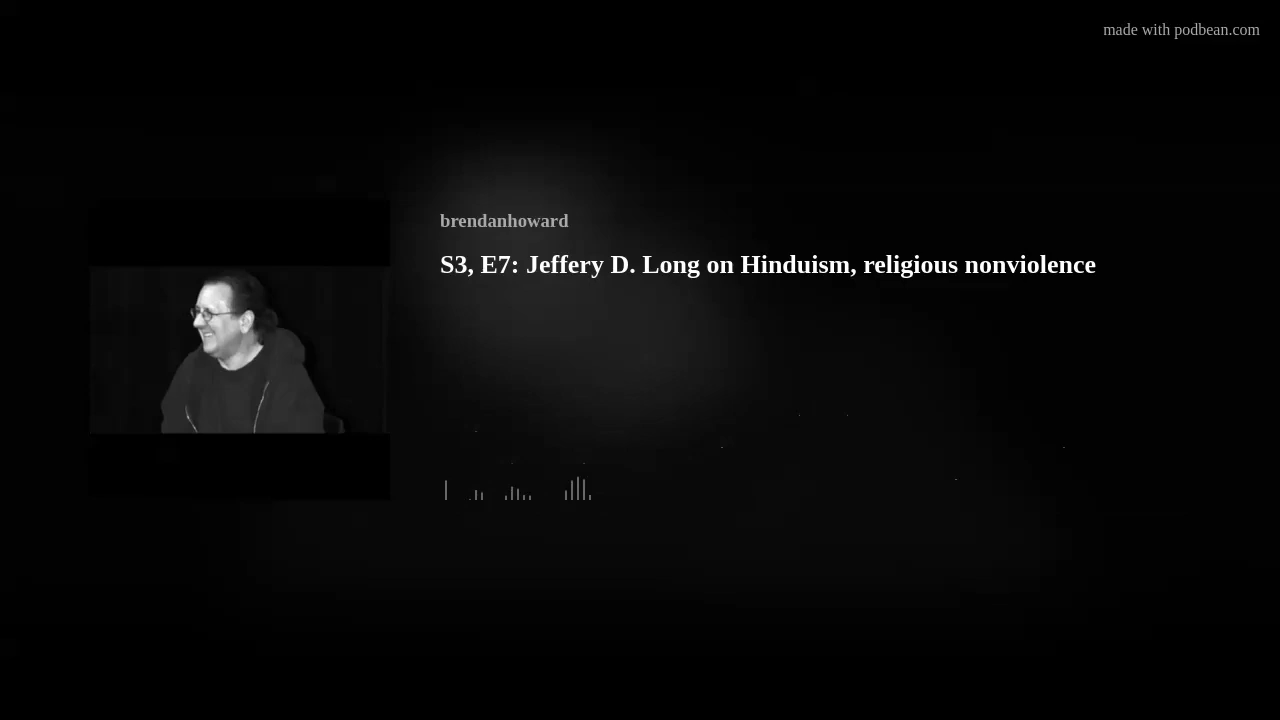 made with podbean.com
brendanhoward
S3, E7: Jeffery D. Long on Hinduism, religious nonviolence